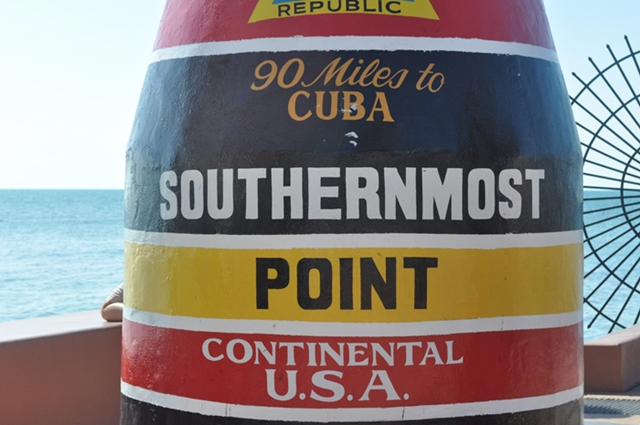 REPUBLIC
90 Miles to
CUBA
SOUTHERNMOST
POINT
CONTINENTAL
U.S.A.